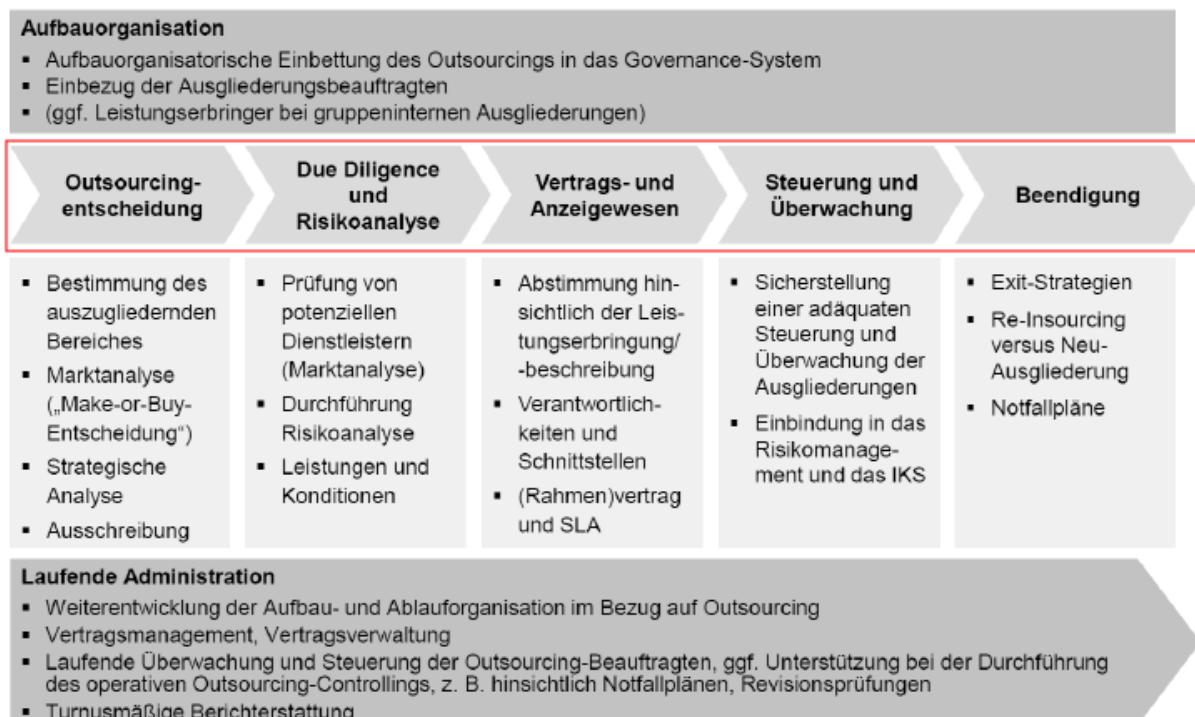 Aufbauorganisation
▪ Aufbauorganisatorische Einbettung des Outsourcings in das Governance-System
▪ Einbezug der Ausgliederungsbeauftragten
▪ (ggf. Leistungserbringer bei gruppeninternen Ausgliederungen)
Outsourcing-
entscheidung
Due Diligence
und
Risikoanalyse
Vertrags- und
Anzeigewesen
Steuerung und
Überwachung
Beendigung
▪ Bestimmung des
auszugliedernden
Bereiches
▪ Marktanalyse
(„Make-or-Buy-
Entscheidung“)
▪ Strategische
Analyse
▪ Ausschreibung
▪ Prüfung von
potenziellen
Dienstleistern
(Marktanalyse)
▪ Durchführung
Risikoanalyse
▪ Leistungen und
Konditionen
▪ Abstimmung hin-
sichtlich der Leis-
tungserbringung/
-beschreibung
▪ Verantwortlich-
keiten und
Schnittstellen
▪ (Rahmen)vertrag
und SLA
▪ Sicherstellung
einer adäquaten
Steuerung und
Überwachung der
Ausgliederungen
▪ Einbindung in das
Risikomanage-
ment und das IKS
▪ Exit-Strategien
▪ Re-Insourcing
versus Neu-
Ausgliederung
▪ Notfallpläne
Laufende Administration
▪ Weiterentwicklung der Aufbau- und Ablauforganisation im Bezug auf Outsourcing
▪ Vertragsmanagement, Vertragsverwaltung
▪ Laufende Überwachung und Steuerung der Outsourcing-Beauftragten, ggf. Unterstützung bei der Durchführung
des operativen Outsourcing-Controllings, z. B. hinsichtlich Notfallplänen, Revisionsprüfungen
▪ Turnusmäßige Berichterstattung